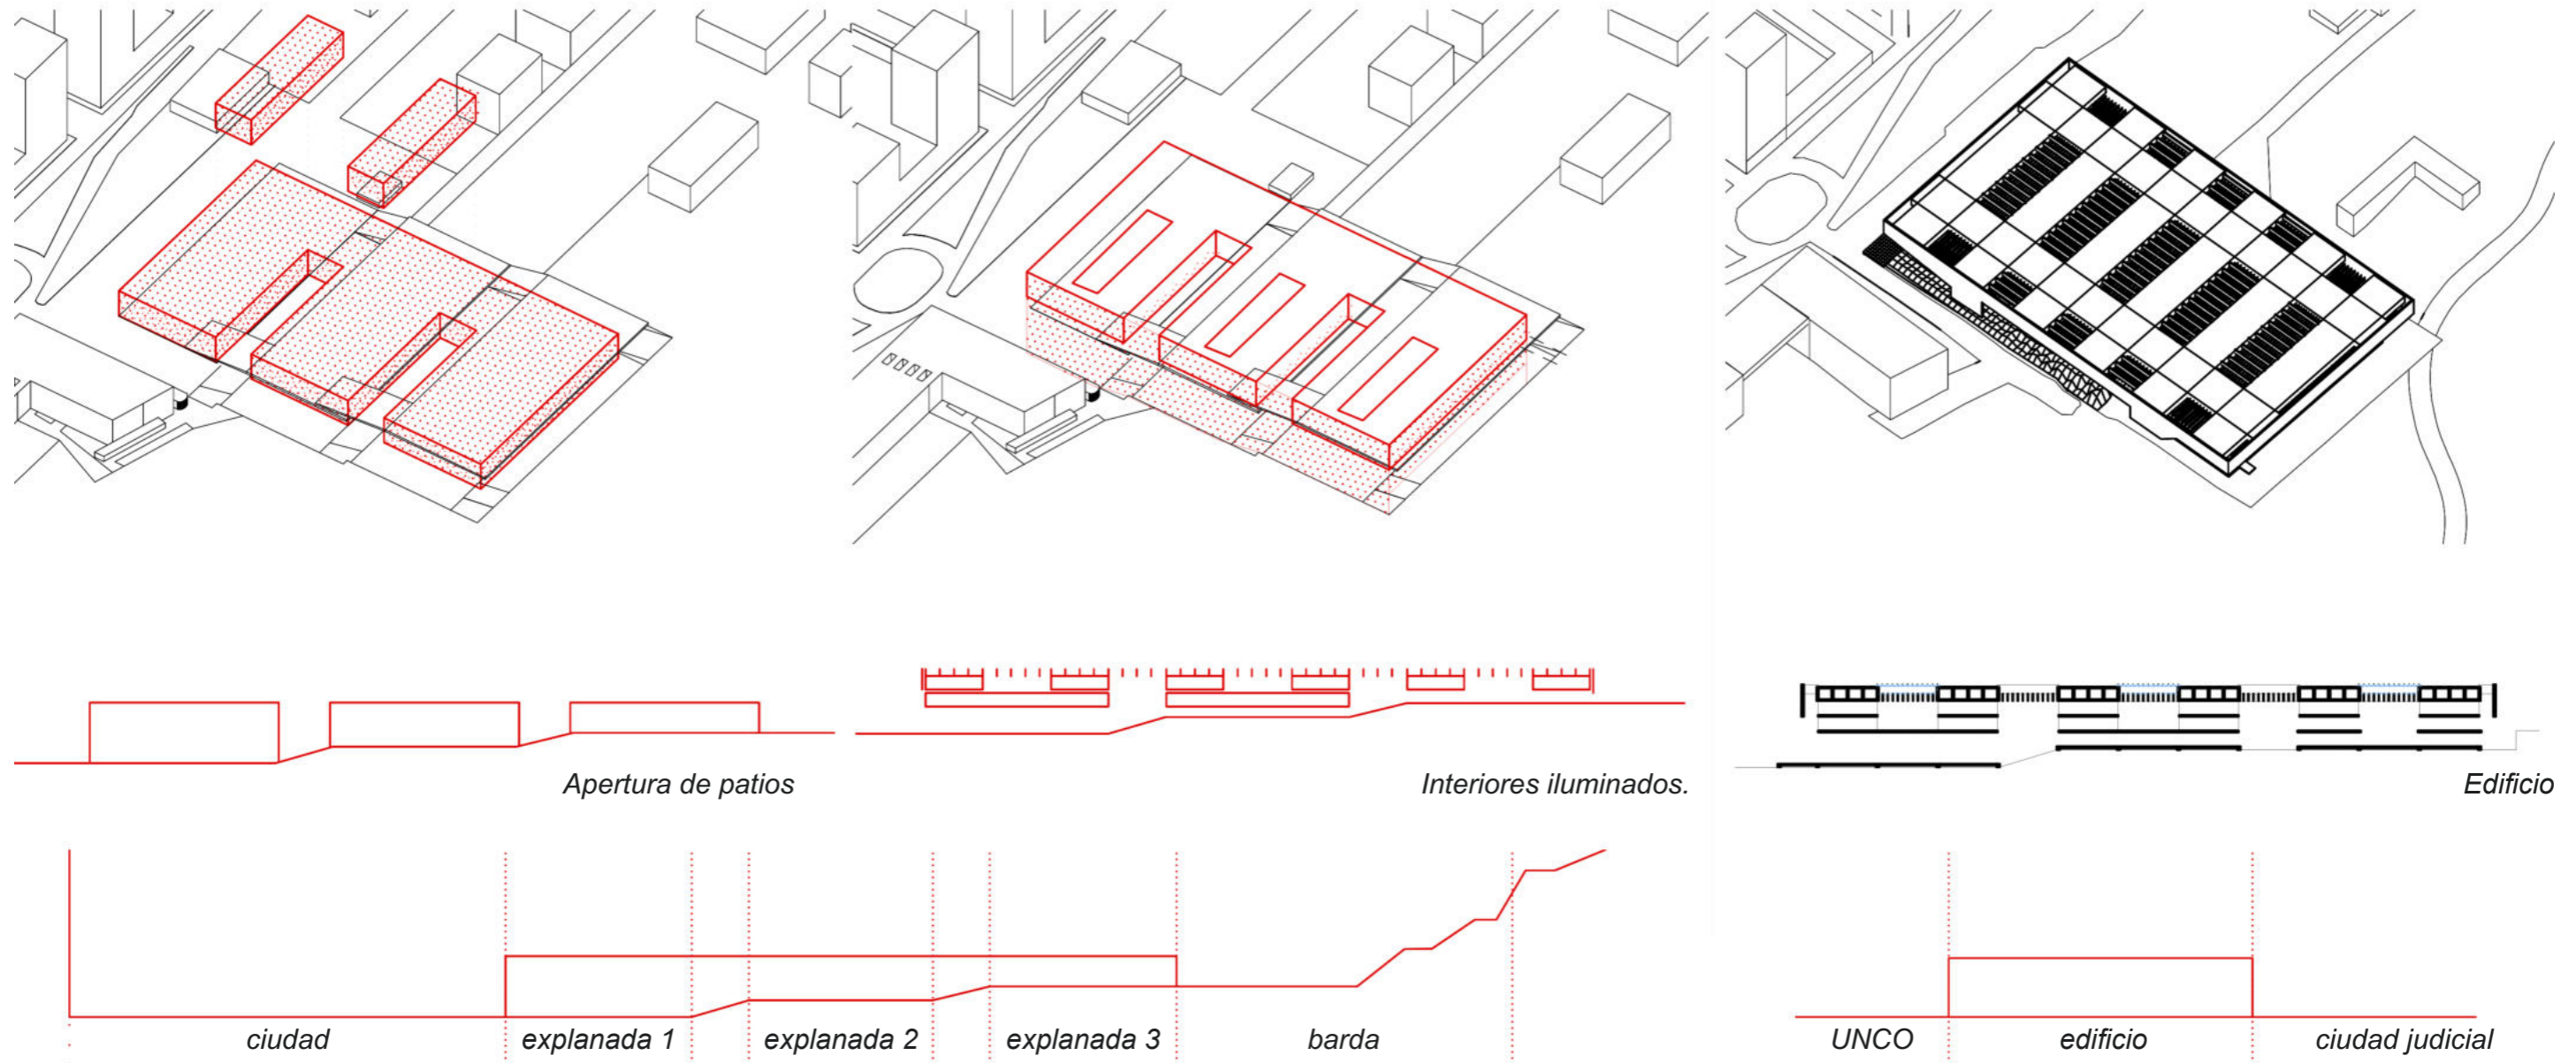 Apertura de patios
Interiores iluminados.
Edificio
ciudad
explanada 1
explanada 2
explanada 3
barda
UNCO
edificio
ciudad judicial